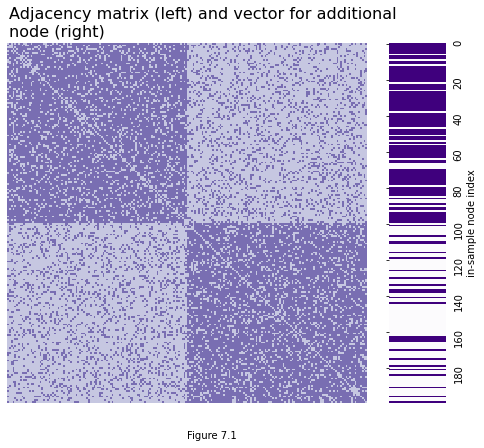 Adjacency matrix (left) and vector for additional
node (right)
0
20
40
60
80
100
120
140
160
180
in-sample node index
Figure 7.1